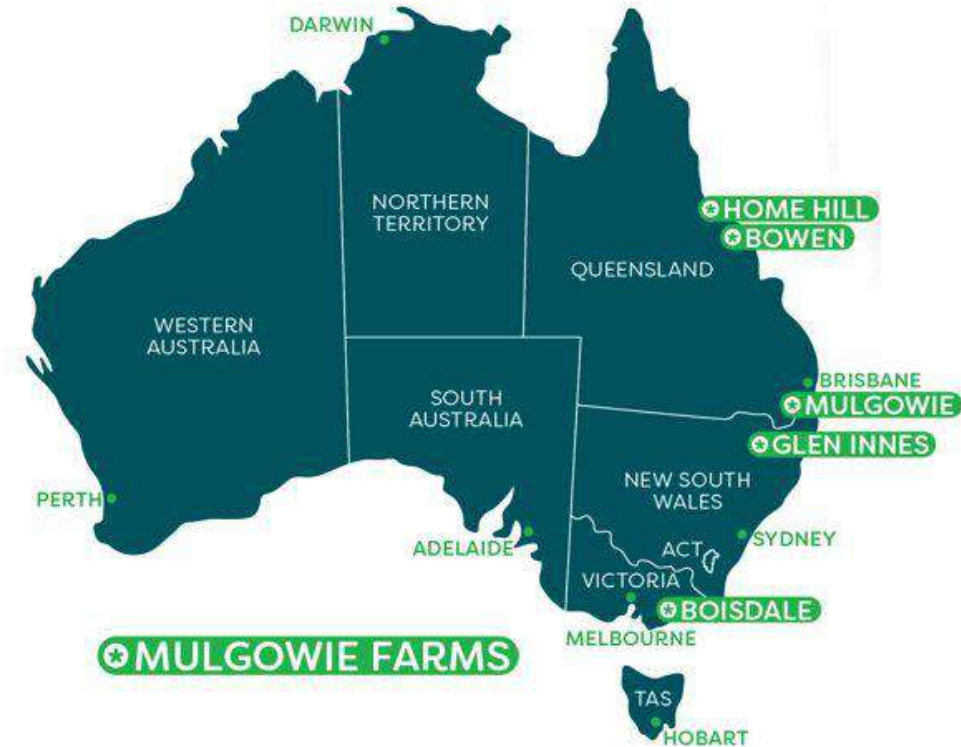 DARWIN
NORTHERN
TERRITORY
HOME HILL
BOWEN
QUEENSLAND
WESTERN
AUSTRALIA
BRISBANE
SOUTH
AUSTRALIA
MULGOWIE
GLEN INNES
NEW SOUTH
WALES
PERTH
ADELAIDE
SYDNEY
ACT
VICTORIA
BOISDALE
MELBOURNE
MULGOWIE FARMS
TAS
HOBART